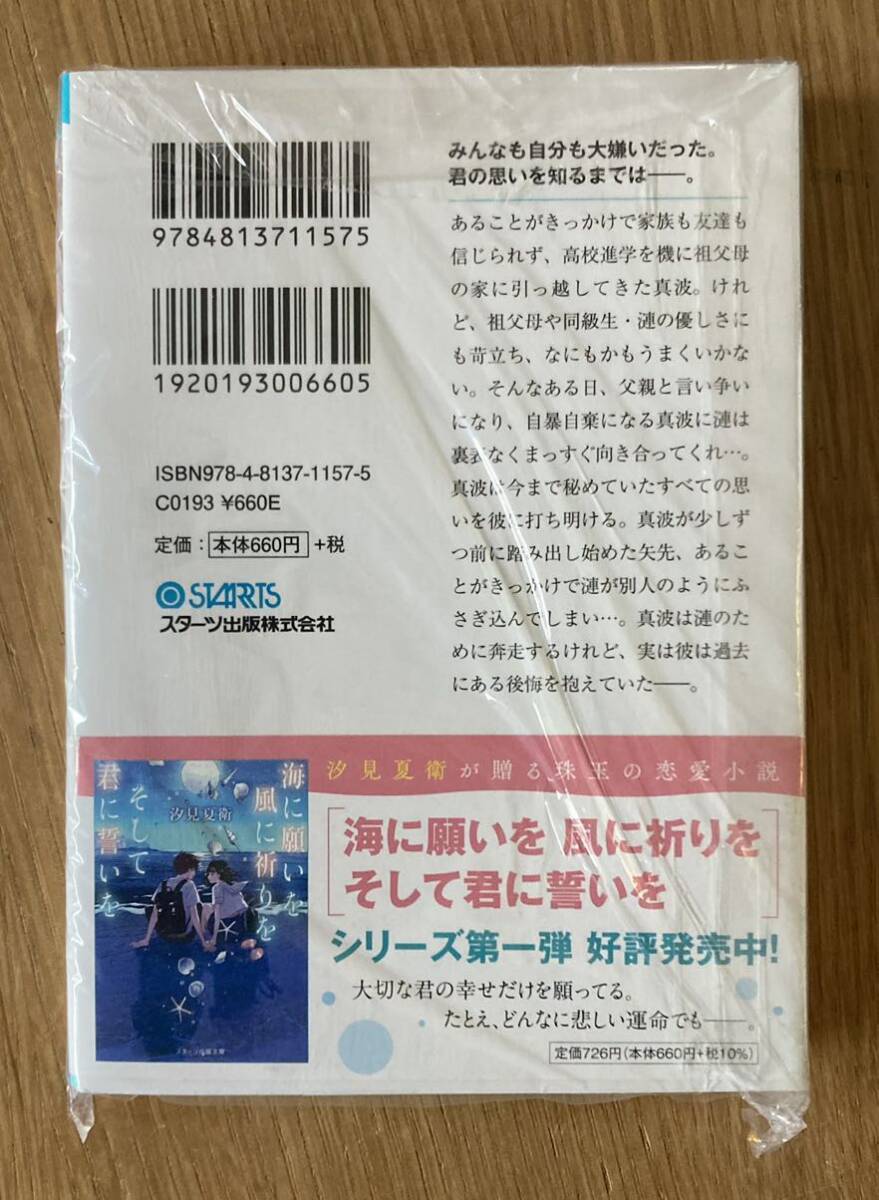 9784813711575
1920193006605
ISBN978-4-8137-1157-5
C0193 ¥660E
定価：本体660円+税
STARTS
スターツ出版株式会社
みんなも自分も大嫌いだった。
君の思いを知るまでは――。
あることがきっかけで家族も友達も
信じられず、高校進学を機に祖父母
の家に引っ越してきた真波。けれ
ど、祖父母や同級生・漣の優しさに
も苛立ち、なにもかもうまくいかな
い。そんなある日、父親と言い争い
になり、自暴自棄になる真波に漣は
裏表なくまっすぐ向き合ってくれ…。
真波は今まで秘めていたすべての思
いを彼に打ち明ける。真波が少しず
つ前に踏み出し始めた矢先、あるこ
とがきっかけで漣が別人のようにふ
さぎ込んでしまい…。真波は漣のた
めに奔走するけれど、実は彼は過去
にある後悔を抱えていた――。
海に願いを
風に祈りを
そして
君に誓いを
汐見夏衛
スターツ出版文庫
汐見夏衛が贈る、珠玉の恋愛小説
海に願いを 風に祈りを
そして君に誓いを
シリーズ第一弾 好評発売中!
大切な君の幸せだけを願ってる。
たとえ、どんなに悲しい運命でも――。
定価726円(本体660円+税10%)